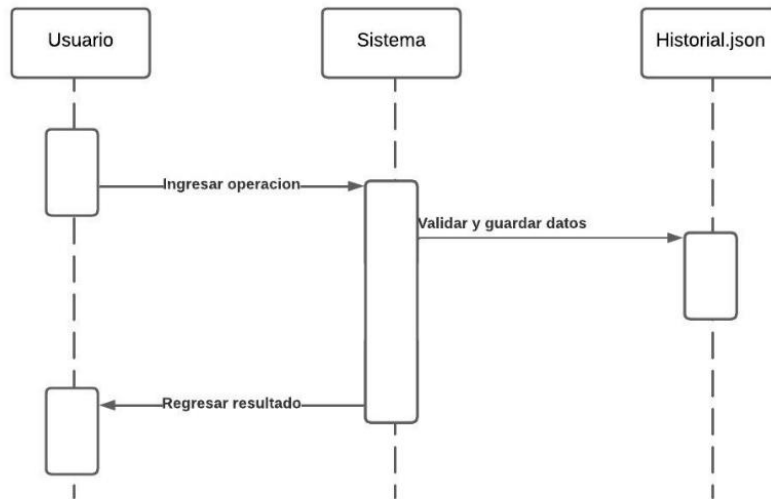 Usuario
Sistema
Historial.json
Ingresar operacion
Validar y guardar datos
Regresar resultado